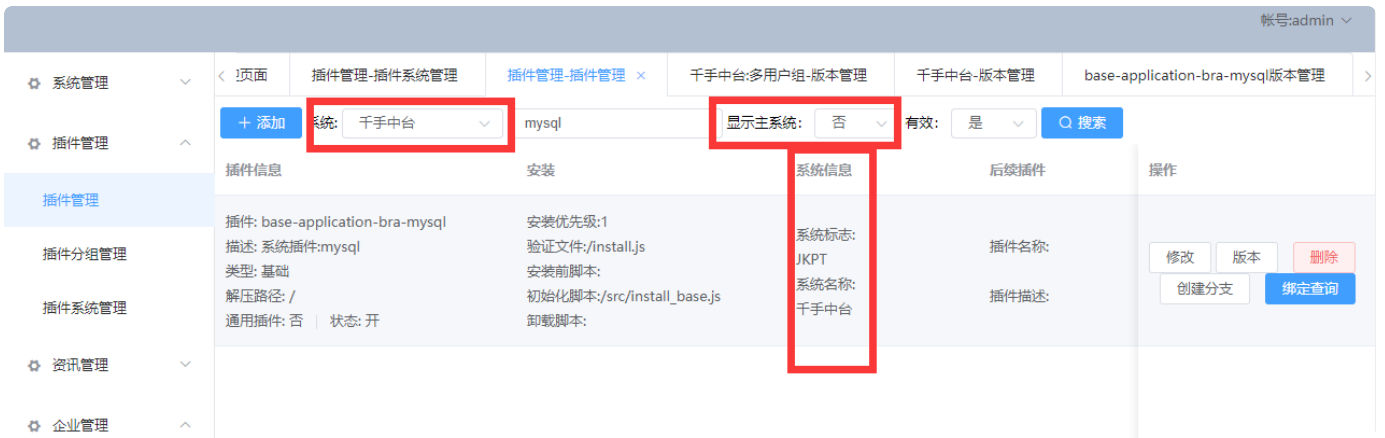 帐号:admin
系统管理
插件管理
插件管理
插件分组管理
插件系统管理
资讯管理
企业管理
页面
插件管理-插件系统管理
插件管理-插件管理 ×
千手中台:多用户组-版本管理
千手中台-版本管理
base-application-bra-mysql版本管理
+ 添加
系统: 千手中台
mysql
显示主系统: 否
有效: 是
搜索
插件信息
安装
系统信息
后续插件
操作
插件: base-application-bra-mysql
描述: 系统插件:mysql
类型: 基础
解压路径: /
通用插件: 否 | 状态: 开
安装优先级:1
验证文件:/install.js
安装前脚本:
初始化脚本:/src/install_base.js
卸载脚本:
系统标志:
JKPT
系统名称:
千手中台
插件名称:
插件描述:
修改
版本
删除
创建分支
绑定查询